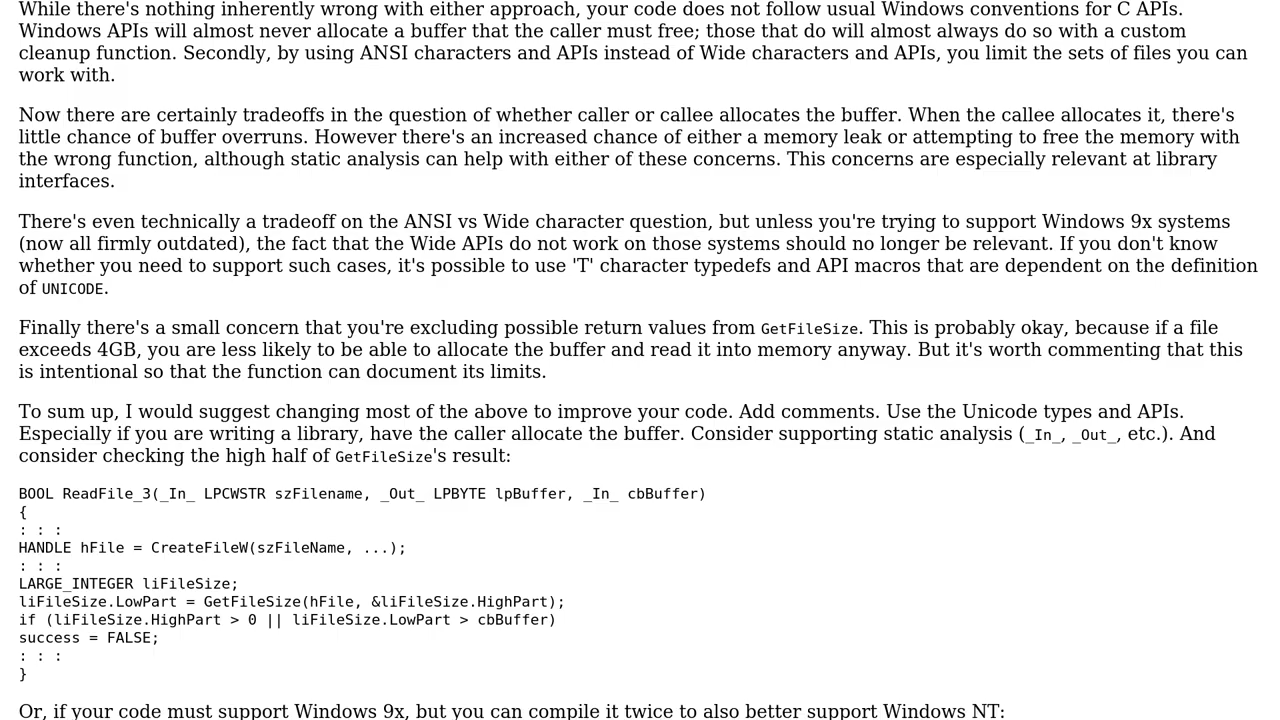 While there's nothing inherently wrong with either approach, your code does not follow usual Windows conventions for C APIs.
Windows APIs will almost never allocate a buffer that the caller must free; those that do will almost always do so with a custom
cleanup function. Secondly, by using ANSI characters and APIs instead of Wide characters and APIs, you limit the sets of files you can
work with.
Now there are certainly tradeoffs in the question of whether caller or callee allocates the buffer. When the callee allocates it, there's
little chance of buffer overruns. However there's an increased chance of either a memory leak or attempting to free the memory with
the wrong function, although static analysis can help with either of these concerns. This concerns are especially relevant at library
interfaces.
There's even technically a tradeoff on the ANSI vs Wide character question, but unless you're trying to support Windows 9x systems
(now all firmly outdated), the fact that the Wide APIs do not work on those systems should no longer be relevant. If you don't know
whether you need to support such cases, it's possible to use 'T' character typedefs and API macros that are dependent on the definition
of UNICODE.
Finally there's a small concern that you're excluding possible return values from GetFileSize. This is probably okay, because if a file
exceeds 4GB, you are less likely to be able to allocate the buffer and read it into memory anyway. But it's worth commenting that this
is intentional so that the function can document its limits.
To sum up, I would suggest changing most of the above to improve your code. Add comments. Use the Unicode types and APIs.
Especially if you are writing a library, have the caller allocate the buffer. Consider supporting static analysis (_In_, _Out_, etc.). And
consider checking the high half of GetFileSize's result:
BOOL ReadFile_3(_In_ LPCWSTR szFilename, _Out_ LPBYTE lpBuffer, _In_ cbBuffer)
{
: : :
HANDLE hFile = CreateFileW(szFileName, ...);
: : :
LARGE_INTEGER liFileSize;
liFileSize.LowPart = GetFileSize(hFile, &liFileSize.HighPart);
if (liFileSize.HighPart > 0 || liFileSize.LowPart > cbBuffer)
success = FALSE;
: : :
}
Or, if your code must support Windows 9x, but you can compile it twice to also better support Windows NT: